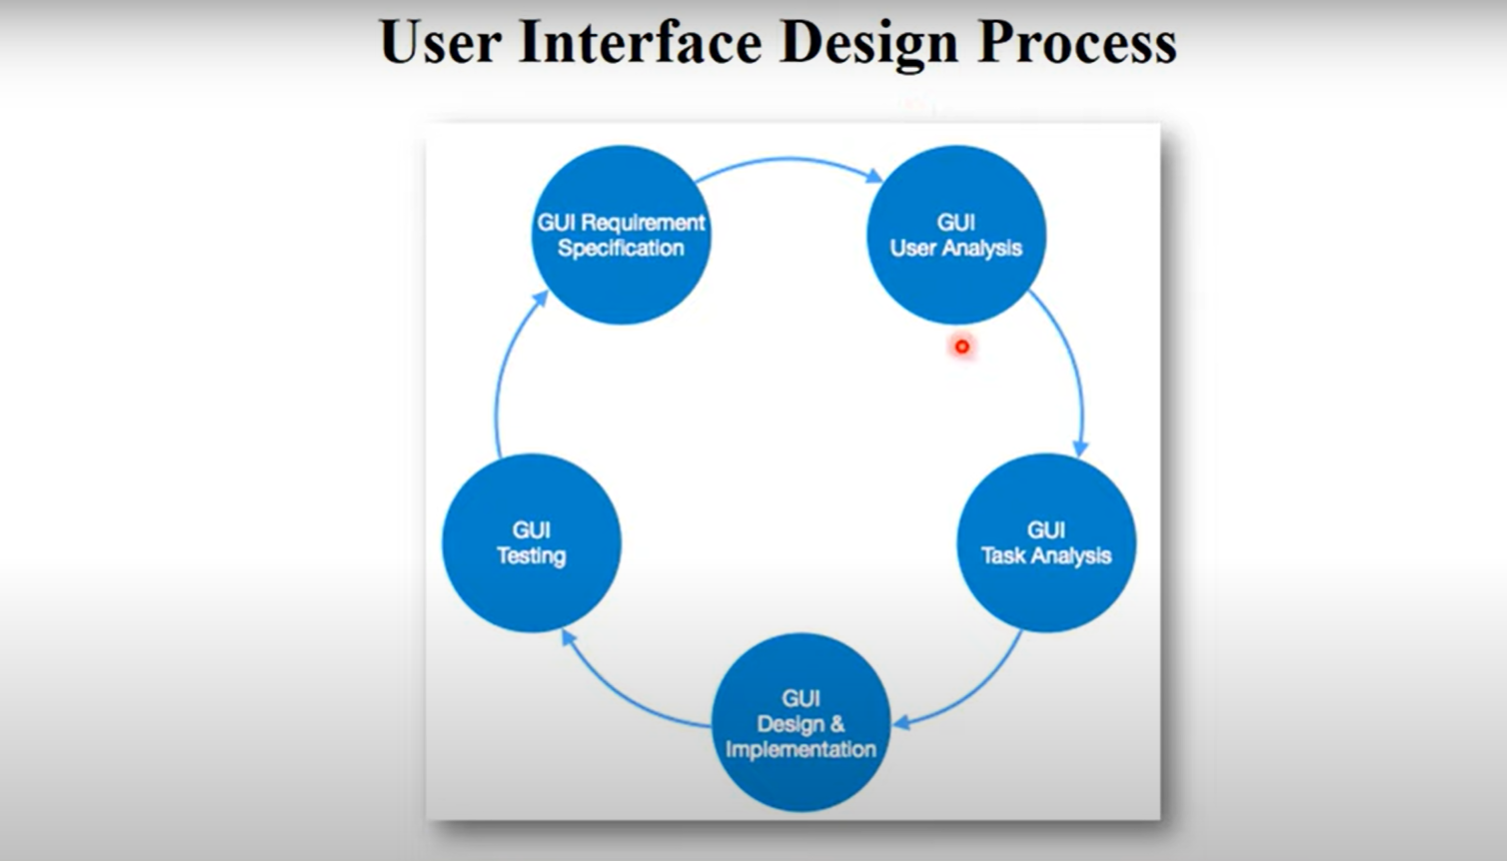 User Interface Design Process
GUI Requirement
Specification
GUI
User Analysis
GUI
Task Analysis
GUI
Design &
Implementation
GUI
Testing